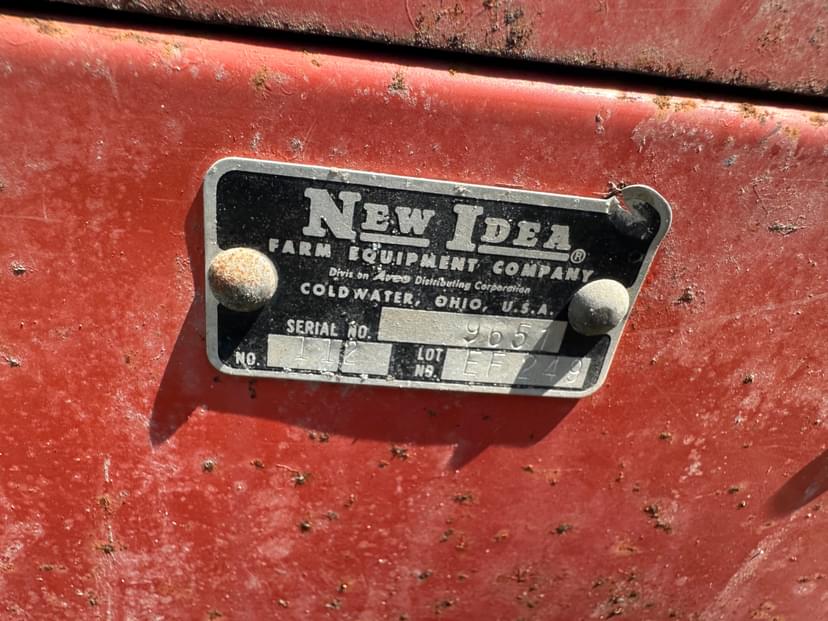 NEW IDEA®
FARM EQUIPMENT COMPANY
Division Avco Distributing Corporation
COLDWATER, OHIO, U.S.A.
SERIAL NO. 9657
NO. 112 LOT NO. EF 249